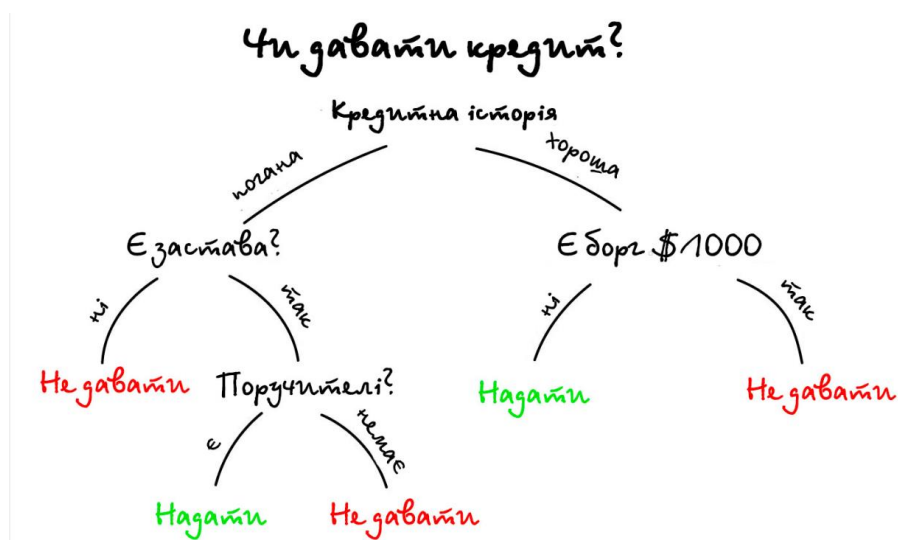 Чи давати кредит?
Кредитна історія
погана
хороша
Є застава?
Є борг $1000
ні
так
ні
так
Не давати
Поручителі?
Надати
Не давати
є
немає
Надати
Не давати